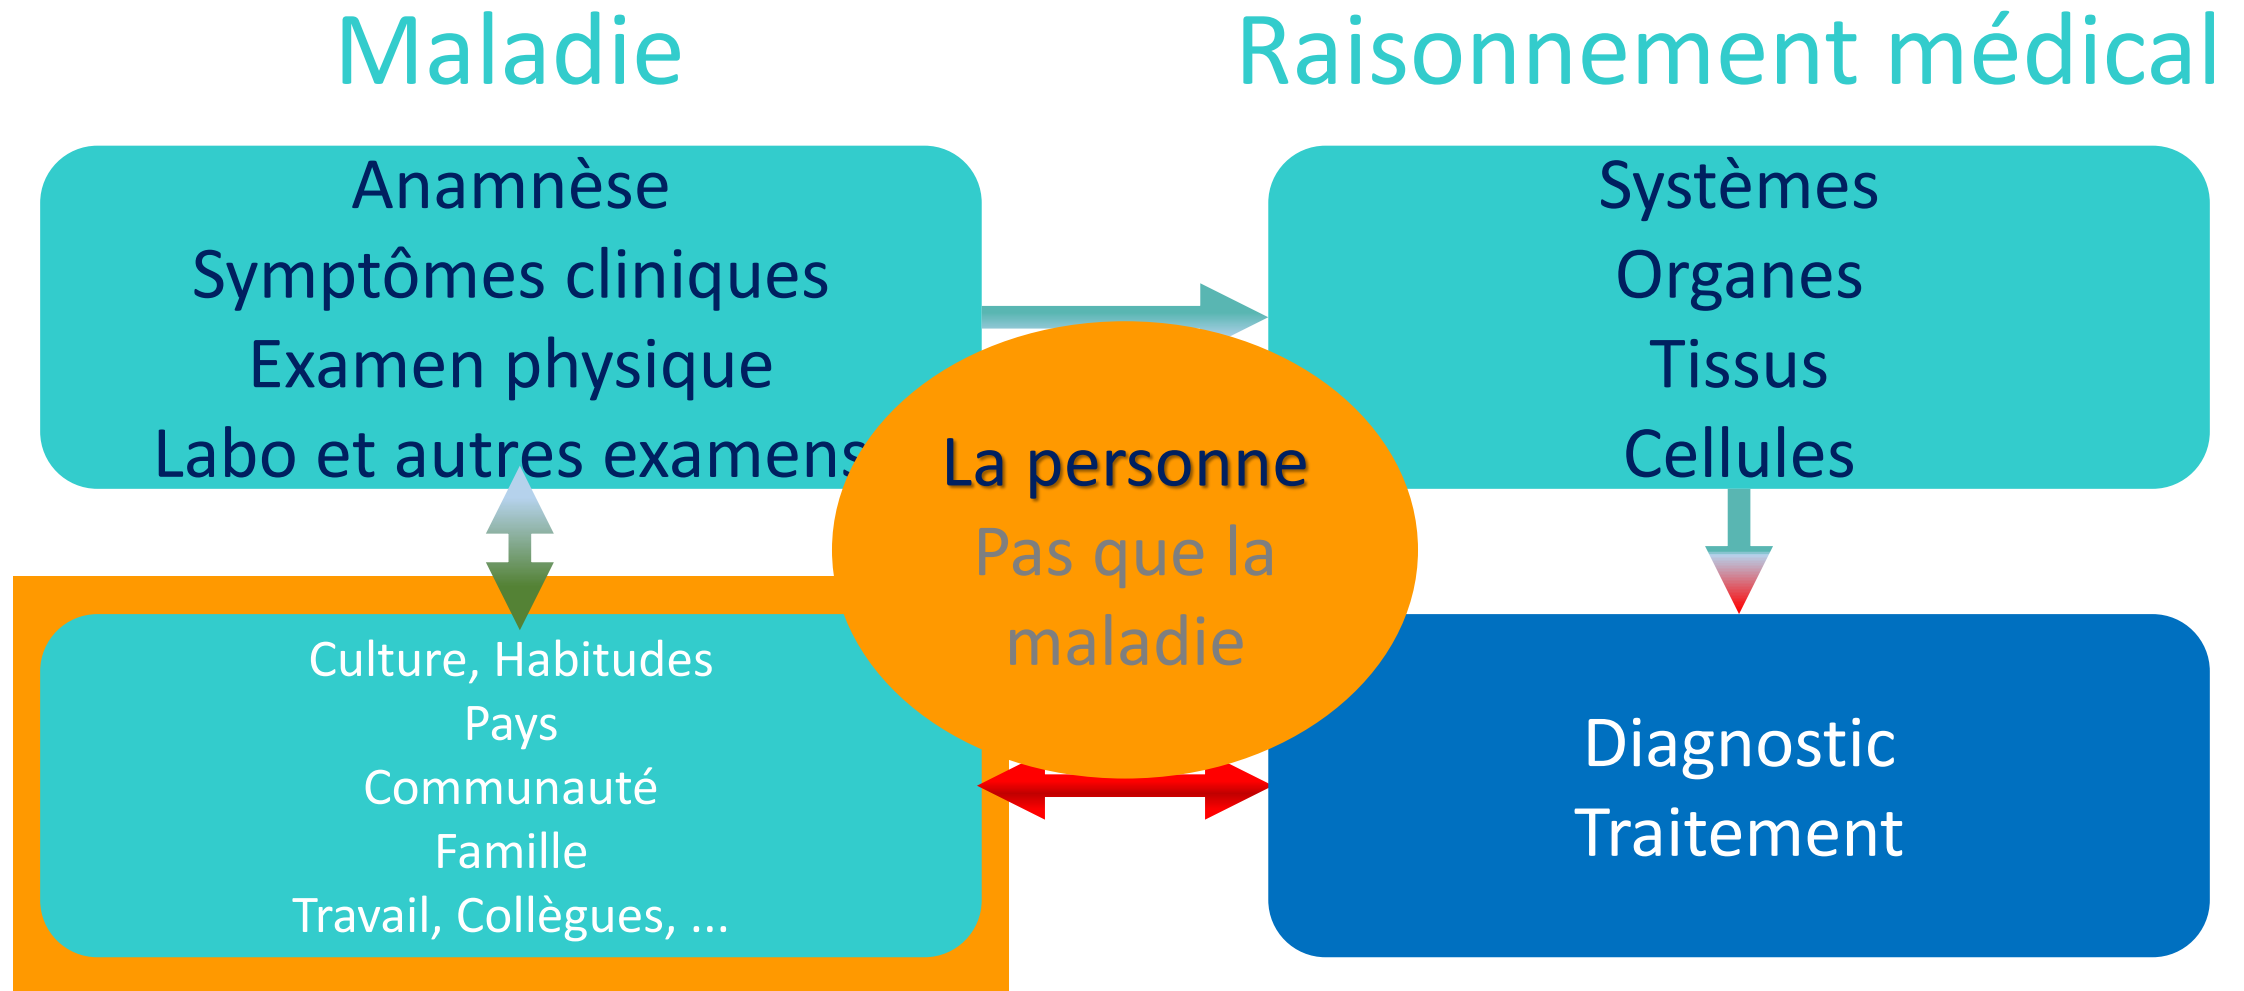 Maladie
Raisonnement médical
Anamnèse
Symptômes cliniques
Examen physique
Labo et autres examens
Systèmes
Organes
Tissus
Cellules
La personne
Pas que la
maladie
Culture, Habitudes
Pays
Communauté
Famille
Travail, Collègues, ...
Diagnostic
Traitement